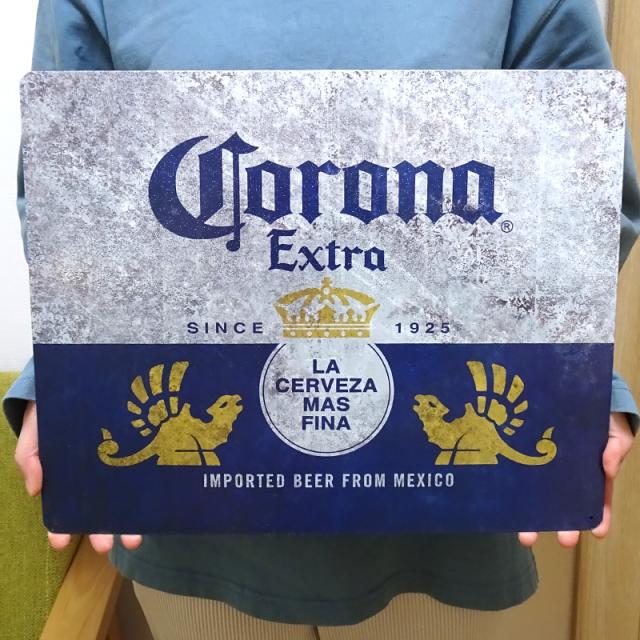 Corona®
Extra
SINCE 1925
LA
CERVEZA
MAS
FINA
IMPORTED BEER FROM MEXICO